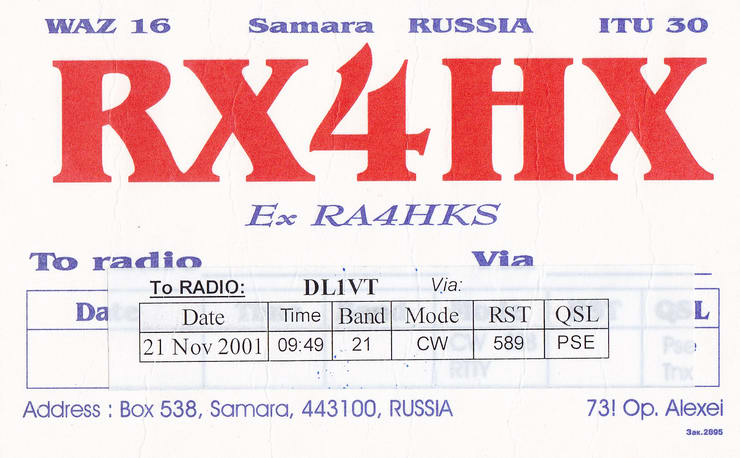 WAZ 16 Samara RUSSIA ITU 30
RX4HX
Ex RA4HKS
To radio Via
To RADIO: DL1VT Via:
Date Time Band Mode RST QSL
21 Nov 2001 09:49 21 CW 589 PSE
Address : Box 538, Samara, 443100, RUSSIA 73! Op. Alexei
Зак.2895